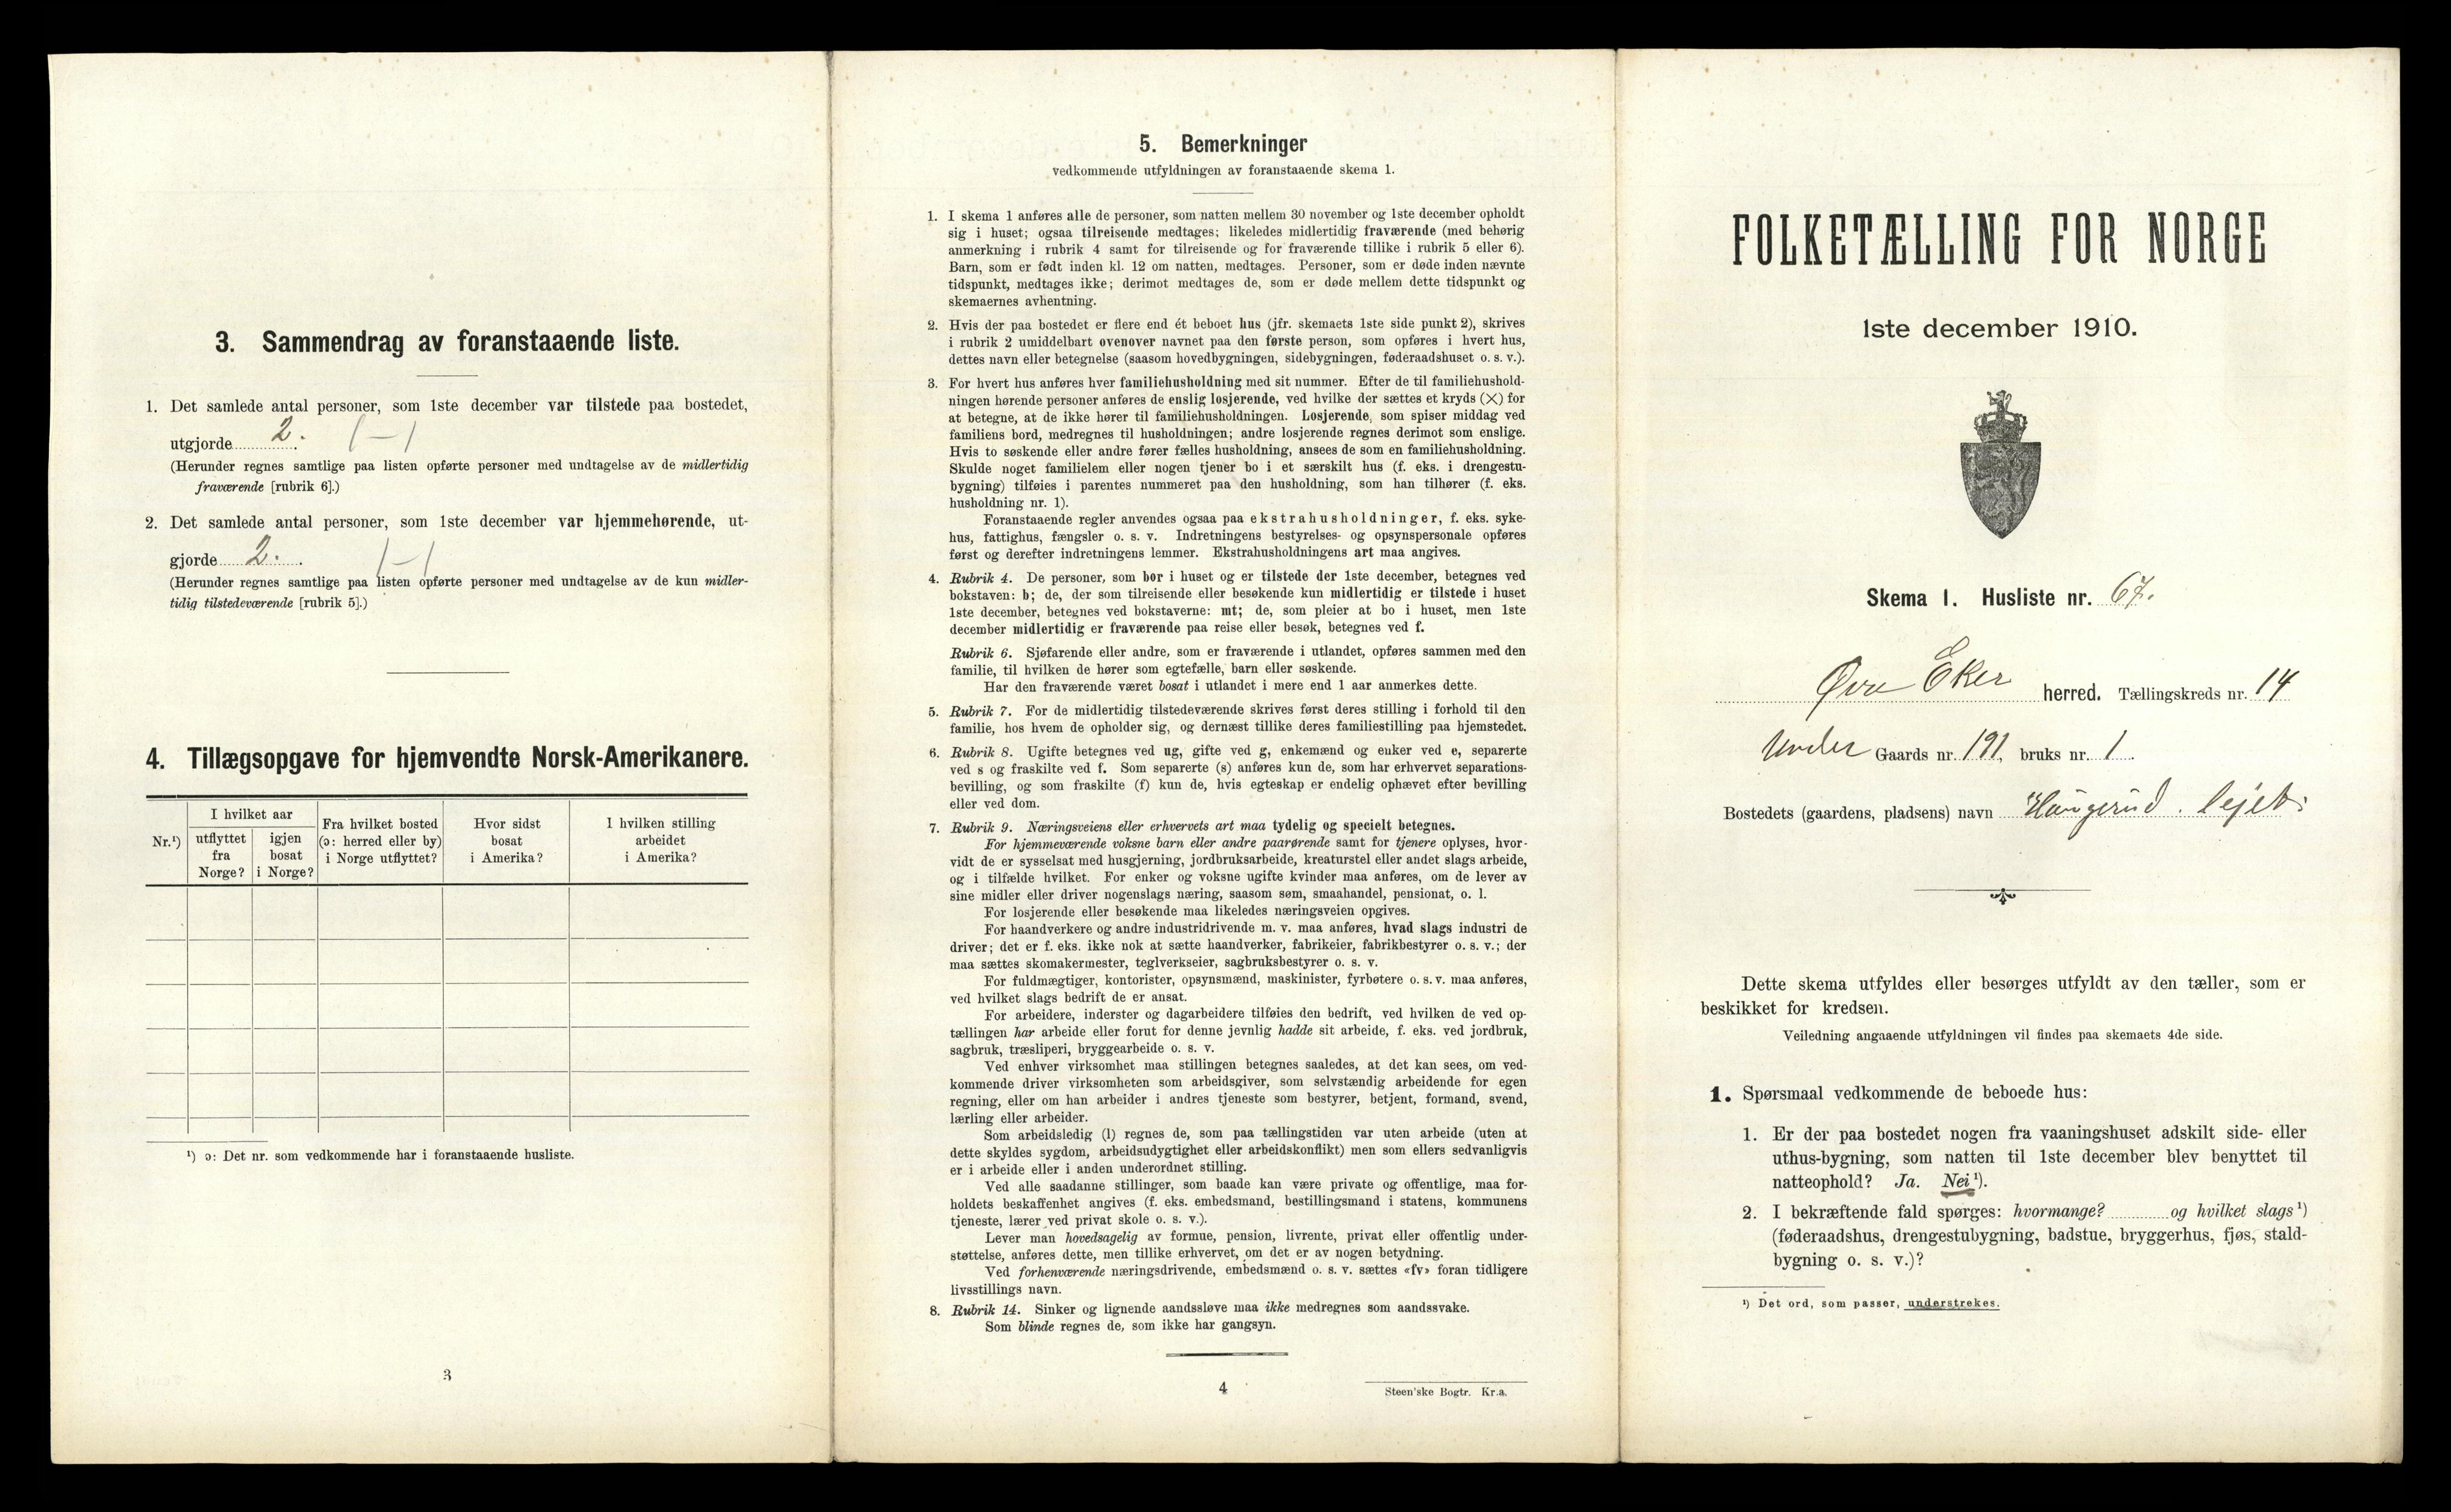 3. Sammendrag av foranstaaende liste.
1. Det samlede antal personer, som 1ste december var tilstede paa bostedet,
utgjorde 2. 1–1
(Herunder regnes samtlige paa listen opførte personer med undtagelse av de midlertidig
fraværende [rubrik 6].)
2. Det samlede antal personer, som 1ste december var hjemmehørende, ut-
gjorde 2. 1–1
(Herunder regnes samtlige paa listen opførte personer med undtagelse av de kun midler-
tidig tilstedeværende [rubrik 5].)
4. Tillægsopgave for hjemvendte Norsk-Amerikanere.
Nr.¹)
I hvilket aar
utflyttet
fra
Norge?
igjen
bosat
i Norge?
Fra hvilket bosted
(ɔ: herred eller by)
i Norge utflyttet?
Hvor sidst
bosat
i Amerika?
I hvilken stilling
arbeidet
i Amerika?
¹) ɔ: Det nr. som vedkommende har i foranstaaende husliste.
3
5. Bemerkninger
vedkommende utfyldningen av foranstaaende skema 1.
1. I skema 1 anføres alle de personer, som natten mellem 30 november og 1ste december opholdt
sig i huset; ogsaa tilreisende medtages; likeledes midlertidig fraværende (med behørig
anmerkning i rubrik 4 samt for tilreisende og for fraværende tillike i rubrik 5 eller 6).
Barn, som er født inden kl. 12 om natten, medtages. Personer, som er døde inden nævnte
tidspunkt, medtages ikke; derimot medtages de, som er døde mellem dette tidspunkt og
skemaernes avhentning.
2. Hvis der paa bostedet er flere end ét beboet hus (jfr. skemaets 1ste side punkt 2), skrives
i rubrik 2 umiddelbart ovenover navnet paa den første person, som opføres i hvert hus,
dettes navn eller betegnelse (saasom hovedbygningen, sidebygningen, føderaadshuset o. s. v.).
3. For hvert hus anføres hver familiehusholdning med sit nummer. Efter de til familiehushold-
ningen hørende personer anføres de enslig losjerende, ved hvilke der sættes et kryds (×) for
at betegne, at de ikke hører til familiehusholdningen. Losjerende, som spiser middag ved
familiens bord, medregnes til husholdningen; andre losjerende regnes derimot som enslige.
Hvis to søskende eller andre fører fælles husholdning, ansees de som en familiehusholdning.
Skulde noget familielem eller nogen tjener bo i et særskilt hus (f. eks. i drengestu-
bygning) tilføies i parentes nummeret paa den husholdning, som han tilhører (f. eks.
husholdning nr. 1).
Foranstaaende regler anvendes ogsaa paa ekstrahusholdninger, f. eks. syke-
hus, fattighus, fængsler o. s. v. Indretningens bestyrelses- og opsynspersonale opføres
først og derefter indretningens lemmer. Ekstrahusholdningens art maa angives.
4. Rubrik 4. De personer, som bor i huset og er tilstede der 1ste december, betegnes ved
bokstaven: b; de, der som tilreisende eller besøkende kun midlertidig er tilstede i huset
1ste december, betegnes ved bokstaverne: mt; de, som pleier at bo i huset, men 1ste
december midlertidig er fraværende paa reise eller besøk, betegnes ved f.
Rubrik 6. Sjøfarende eller andre, som er fraværende i utlandet, opføres sammen med den
familie, til hvilken de hører som egtefælle, barn eller søskende.
Har den fraværende været bosat i utlandet i mere end 1 aar anmerkes dette.
5. Rubrik 7. For de midlertidig tilstedeværende skrives først deres stilling i forhold til den
familie, hos hvem de opholder sig, og dernæst tillike deres familiestilling paa hjemstedet.
6. Rubrik 8. Ugifte betegnes ved ug, gifte ved g, enkemænd og enker ved e, separerte
ved s og fraskilte ved f. Som separerte (s) anføres kun de, som har erhvervet separations-
bevilling, og som fraskilte (f) kun de, hvis egteskap er endelig ophævet efter bevilling
eller ved dom.
7. Rubrik 9. Næringsveiens eller erhvervets art maa tydelig og specielt betegnes.
For hjemmeværende voksne barn eller andre paarørende samt for tjenere oplyses, hvor-
vidt de er sysselsat med husgjerning, jordbruksarbeide, kreaturstel eller andet slags arbeide,
og i tilfælde hvilket. For enker og voksne ugifte kvinder maa anføres, om de lever av
sine midler eller driver nogenslags næring, saasom søm, smaahandel, pensionat, o. l.
For losjerende eller besøkende maa likeledes næringsveien opgives.
For haandverkere og andre industridrivende m. v. maa anføres, hvad slags industri de
driver; det er f. eks. ikke nok at sætte haandverker, fabrikeier, fabrikbestyrer o. s. v.; der
maa sættes skomakermester, teglverkseier, sagbruksbestyrer o. s. v.
For fuldmægtiger, kontorister, opsynsmænd, maskinister, fyrbøtere o. s. v. maa anføres,
ved hvilket slags bedrift de er ansat.
For arbeidere, inderster og dagarbeidere tilføies den bedrift, ved hvilken de ved op-
tællingen har arbeide eller forut for denne jevnlig hadde sit arbeide, f. eks. ved jordbruk,
sagbruk, træsliperi, bryggearbeide o. s. v.
Ved enhver virksomhet maa stillingen betegnes saaledes, at det kan sees, om ved-
kommende driver virksomheten som arbeidsgiver, som selvstændig arbeidende for egen
regning, eller om han arbeider i andres tjeneste som bestyrer, betjent, formand, svend,
lærling eller arbeider.
Som arbeidsledig (l) regnes de, som paa tællingstiden var uten arbeide (uten at
dette skyldes sygdom, arbeidsudygtighet eller arbeidskonflikt) men som ellers sedvanligvis
er i arbeide eller i anden underordnet stilling.
Ved alle saadanne stillinger, som baade kan være private og offentlige, maa for-
holdets beskaffenhet angives (f. eks. embedsmand, bestillingsmand i statens, kommunens
tjeneste, lærer ved privat skole o. s. v.).
Lever man hovedsagelig av formue, pension, livrente, privat eller offentlig under-
støttelse, anføres dette, men tillike erhvervet, om det er av nogen betydning.
Ved forhenværende næringsdrivende, embedsmænd o. s. v. sættes «fv» foran tidligere
livsstillings navn.
8. Rubrik 14. Sinker og lignende aandssløve maa ikke medregnes som aandssvake.
Som blinde regnes de, som ikke har gangsyn.
4
Steen'ske Bogtr. Kr.a.
FOLKETÆLLING FOR NORGE
1ste december 1910.
Skema 1. Husliste nr. 67.
Øvre Eker herred. Tællingskreds nr. 14
Under Gaards nr. 191, bruks nr. 1.
Bostedets (gaardens, pladsens) navn Haugerud.
Dette skema utfyldes eller besørges utfyldt av den tæller, som er
beskikket for kredsen.
Veiledning angaaende utfyldningen vil findes paa skemaets 4de side.
1. Spørsmaal vedkommende de beboede hus:
1. Er der paa bostedet nogen fra vaaningshuset adskilt side- eller
uthus-bygning, som natten til 1ste december blev benyttet til
natteophold? Ja. Nei ¹).
2. I bekræftende fald spørges: hvormange? og hvilket slags ¹)
(føderaadshus, drengestubygning, badstue, bryggerhus, fjøs, stald-
bygning o. s. v.)?
¹) Det ord, som passer, understrekes.